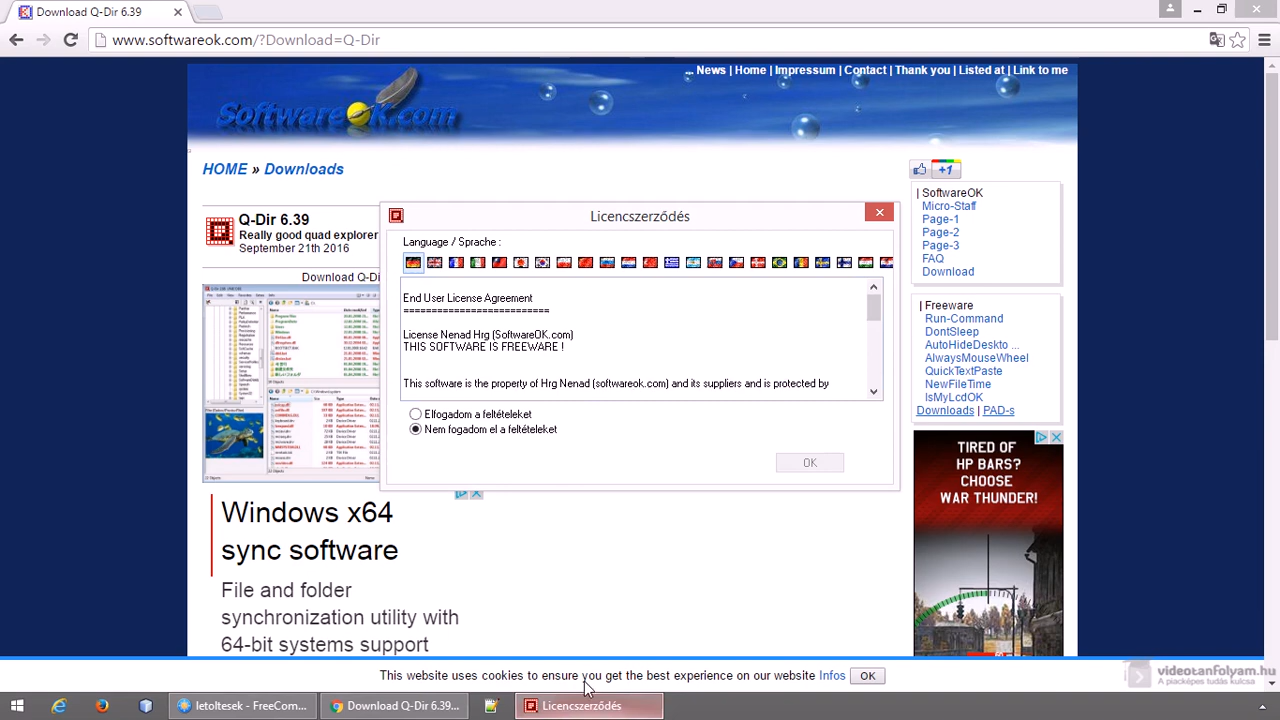 Download Q-Dir 6.39
www.softwareok.com/?Download=Q-Dir
... News | Home | Impressum | Contact | Thank you | Listed at | Link to me
SoftwareOK.com
HOME » Downloads
+1
Q-Dir 6.39
Really good quad explorer
September 21th 2016
Download Q-Di
| SoftwareOK
Micro-Staff
Page-1
Page-2
Page-3
FAQ
Download
| Freeware
Run-Command
DontSleep
AutoHideDeskto ...
AlwaysMouseWheel
QuickTextPaste
NewFileTime
IsMyLcdOK
Downloads | PAD-s
Licencszerződés
Language / Sprache :
End User License Agreement
License Nenad Hrg (SoftwareOK.com)
THIS SOFTWARE IS FREEWARE !
This software is the property of Hrg Nenad (softwareok.com) and its suppliers and is protected by
Elfogadom a feltételeket
Nem fogadom el a feltételeket
OK
Windows x64
sync software
File and folder
synchronization utility with
64-bit systems support
TIRED OF
HP BARS?
CHOOSE
WAR THUNDER!
This website uses cookies to ensure you get the best experience on our website Infos OK
videotanfolyam.hu
A piacképes tudás kulcsa
letoltesek - FreeCom...
Download Q-Dir 6.39...
Licencszerződés